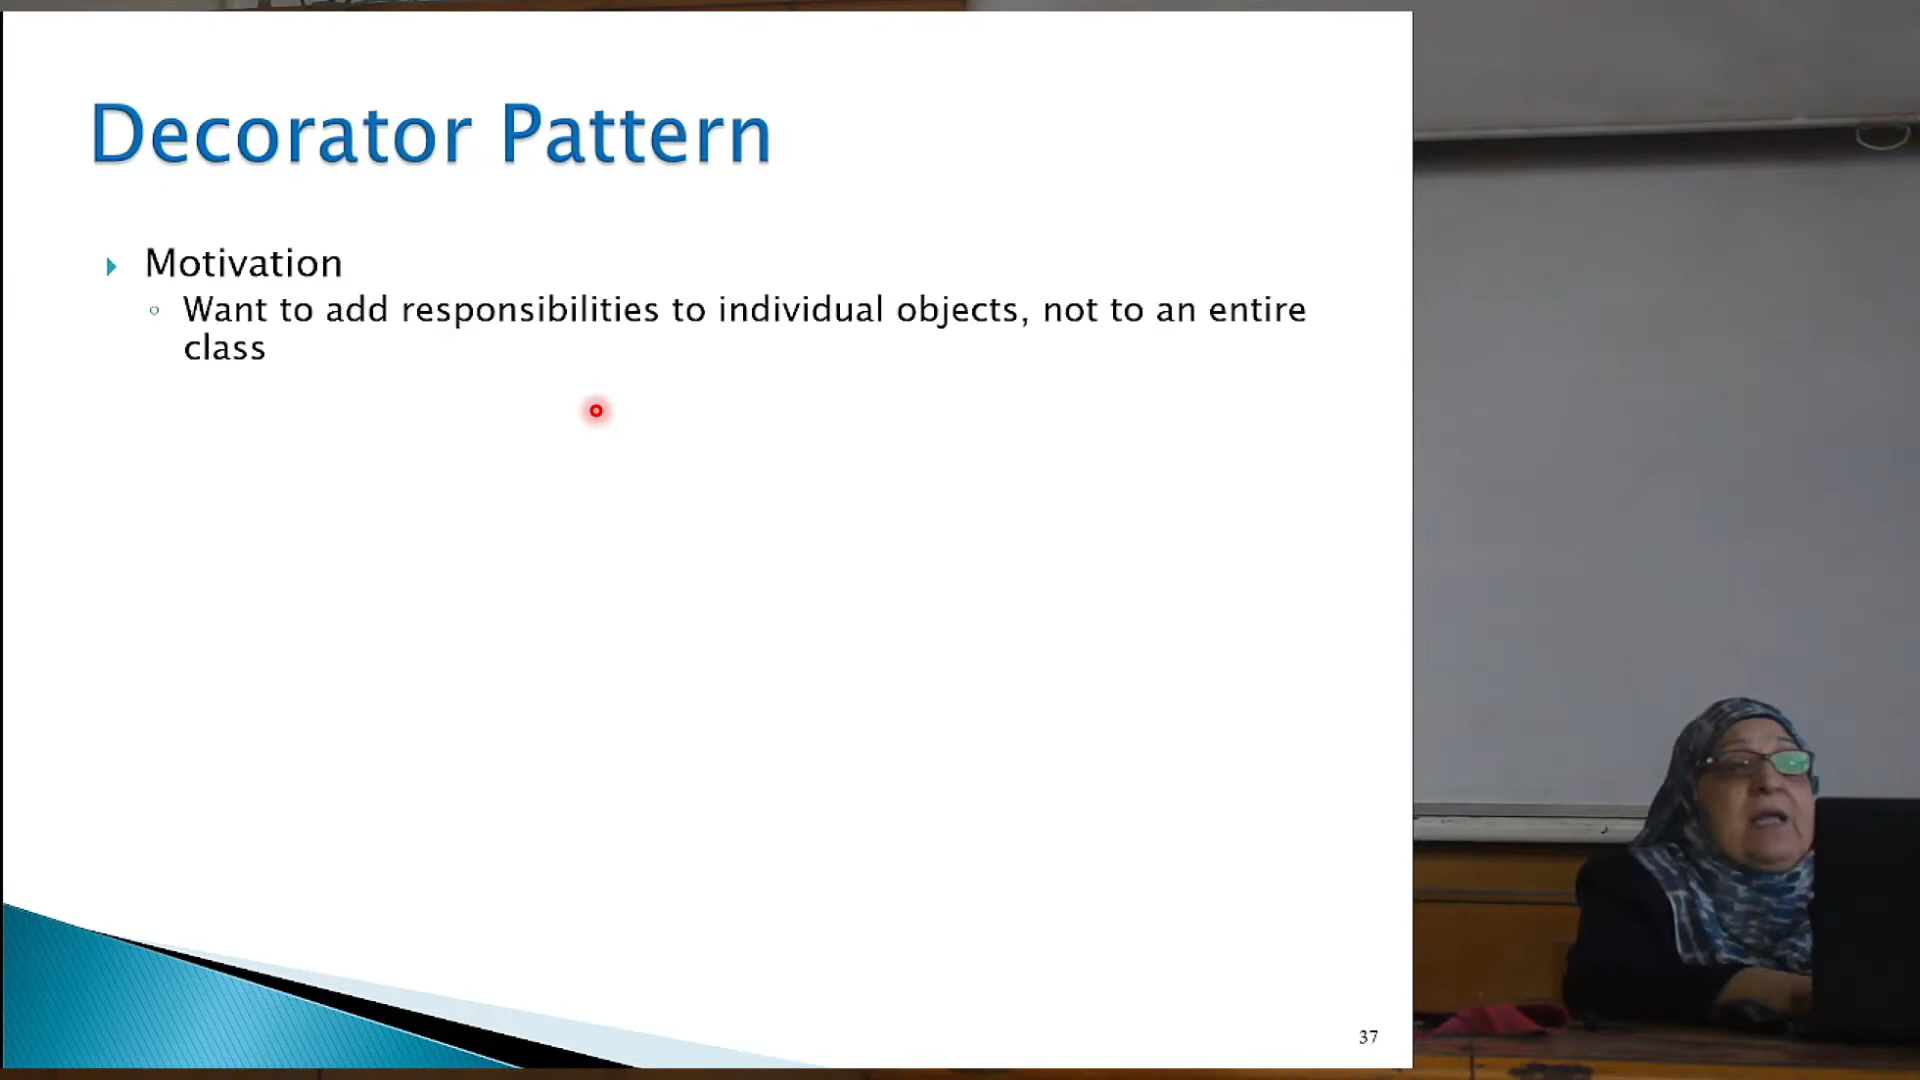 Decorator Pattern
Motivation
Want to add responsibilities to individual objects, not to an entire
class
37